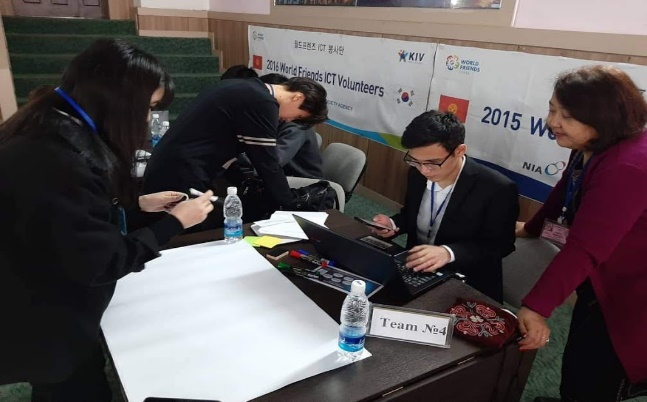 월드프렌즈 ICT 봉사단
2016 World Friends ICT Volunteers
KIV
WORLD
FRIENDS
2015 Wo
NIA
Team №4